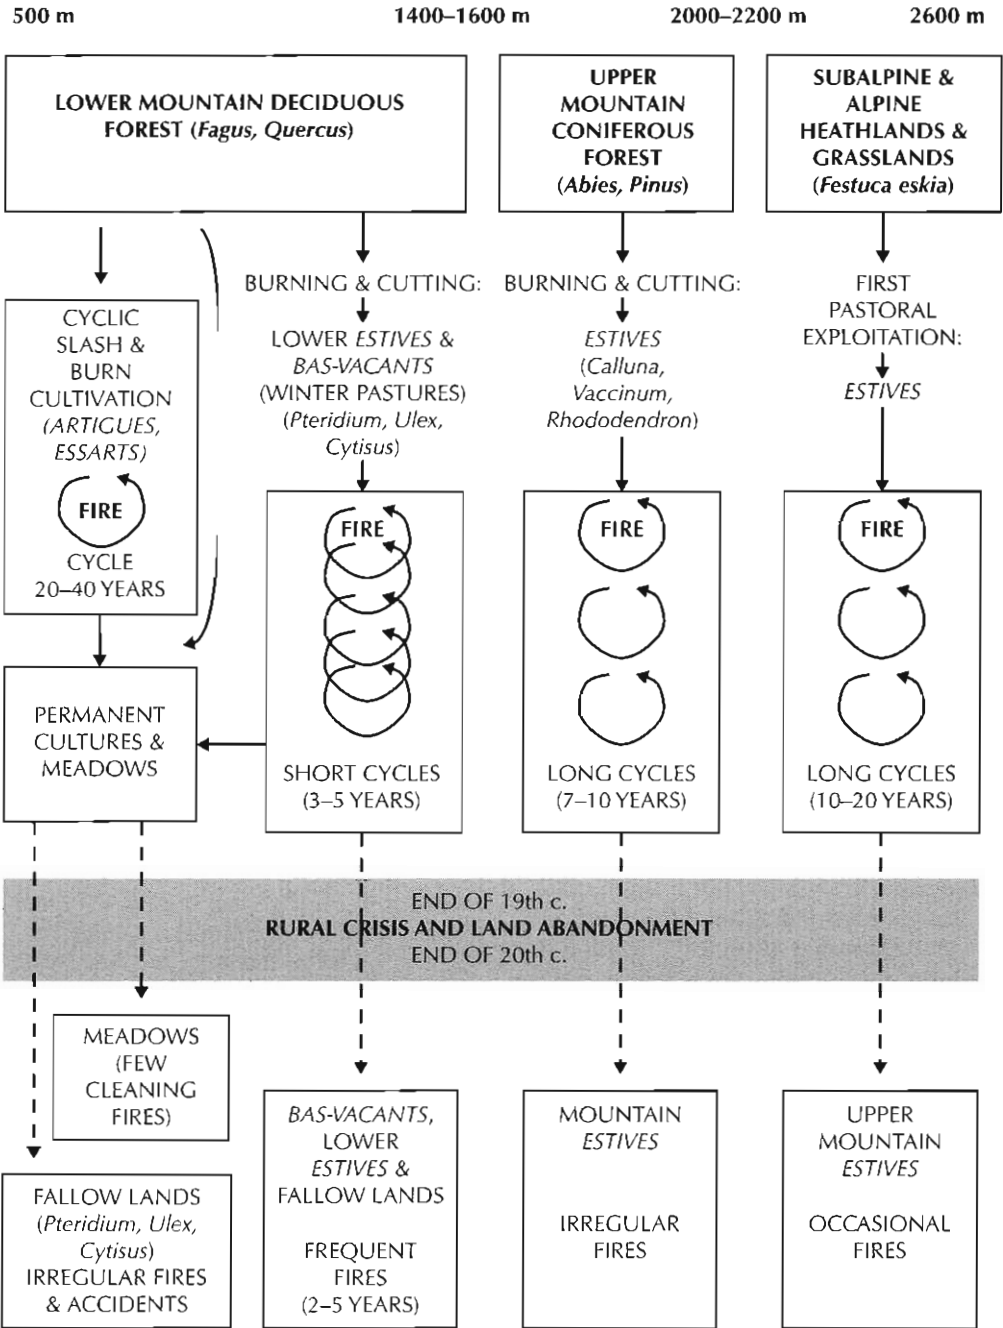 500 m
1400–1600 m
2000–2200 m
2600 m
LOWER MOUNTAIN DECIDUOUS
FOREST (Fagus, Quercus)
UPPER
MOUNTAIN
CONIFEROUS
FOREST
(Abies, Pinus)
SUBALPINE &
ALPINE
HEATHLANDS &
GRASSLANDS
(Festuca eskia)
CYCLIC
SLASH &
BURN
CULTIVATION
(ARTIGUES,
ESSARTS)
FIRE
CYCLE
20–40 YEARS
BURNING & CUTTING:
LOWER ESTIVES &
BAS-VACANTS
(WINTER PASTURES)
(Pteridium, Ulex,
Cytisus)
FIRE
SHORT CYCLES
(3–5 YEARS)
BURNING & CUTTING:
ESTIVES
(Calluna,
Vaccinum,
Rhododendron)
FIRE
LONG CYCLES
(7–10 YEARS)
FIRST
PASTORAL
EXPLOITATION:
ESTIVES
FIRE
LONG CYCLES
(10–20 YEARS)
PERMANENT
CULTURES &
MEADOWS
END OF 19th c.
RURAL CRISIS AND LAND ABANDONMENT
END OF 20th c.
MEADOWS
(FEW
CLEANING
FIRES)
FALLOW LANDS
(Pteridium, Ulex,
Cytisus)
IRREGULAR FIRES
& ACCIDENTS
BAS-VACANTS,
LOWER
ESTIVES &
FALLOW LANDS
FREQUENT
FIRES
(2–5 YEARS)
MOUNTAIN
ESTIVES
IRREGULAR
FIRES
UPPER
MOUNTAIN
ESTIVES
OCCASIONAL
FIRES